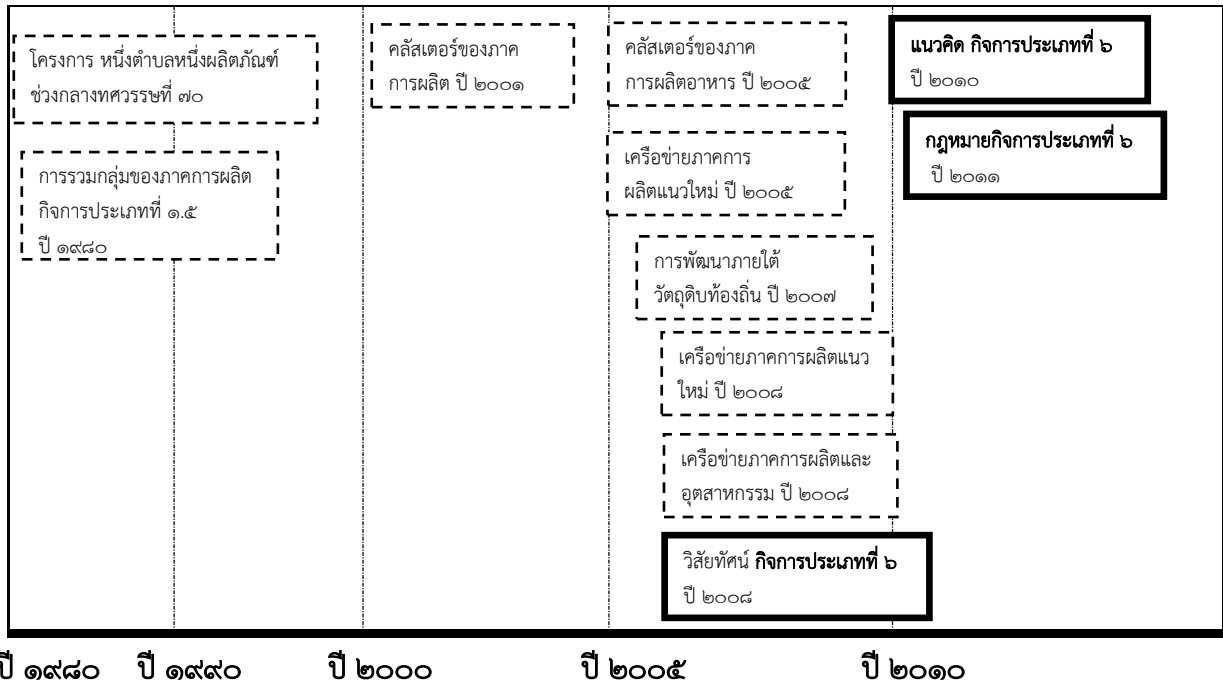 โครงการ หนึ่งตำบลหนึ่งผลิตภัณฑ์
ช่วงกลางทศวรรษที่ ๗๐
การรวมกลุ่มของภาคการผลิต
กิจการประเภทที่ ๑.๕
ปี ๑๙๘๐
คลัสเตอร์ของภาค
การผลิต ปี ๒๐๐๑
คลัสเตอร์ของภาค
การผลิตอาหาร ปี ๒๐๐๕
เครือข่ายภาคการ
ผลิตแนวใหม่ ปี ๒๐๐๕
การพัฒนาภายใต้
วัตถุดิบท้องถิ่น ปี ๒๐๐๗
เครือข่ายภาคการผลิตแนว
ใหม่ ปี ๒๐๐๘
เครือข่ายภาคการผลิตและ
อุตสาหกรรม ปี ๒๐๐๘
วิสัยทัศน์ กิจการประเภทที่ ๖
ปี ๒๐๐๘
แนวคิด กิจการประเภทที่ ๖
ปี ๒๐๑๐
กฎหมายกิจการประเภทที่ ๖
ปี ๒๐๑๑
ปี ๑๙๘๐ ปี ๑๙๙๐ ปี ๒๐๐๐ ปี ๒๐๐๕ ปี ๒๐๑๐